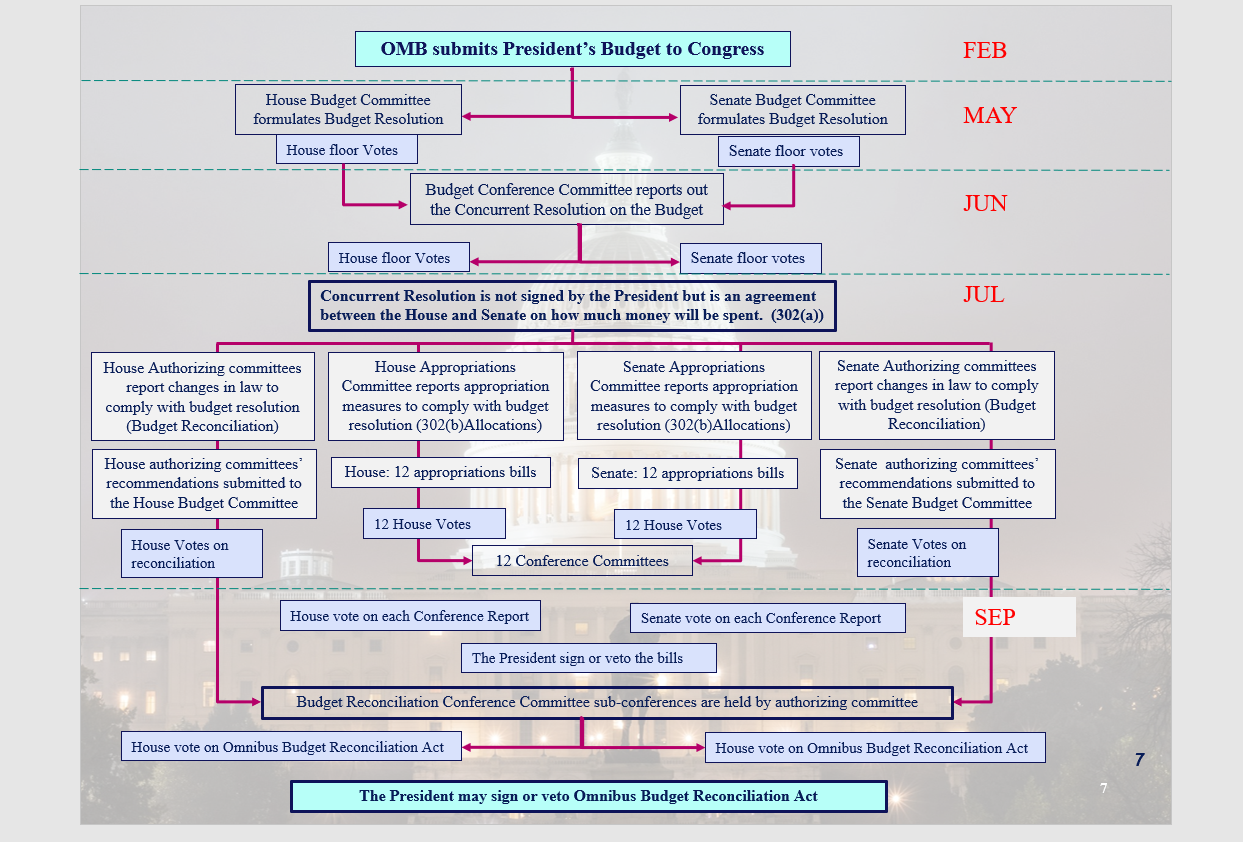 OMB submits President's Budget to Congress
FEB
House Budget Committee
formulates Budget Resolution
Senate Budget Committee
formulates Budget Resolution
MAY
House floor Votes
Senate floor votes
Budget Conference Committee reports out
the Concurrent Resolution on the Budget
JUN
House floor Votes
Senate floor votes
Concurrent Resolution is not signed by the President but is an agreement
between the House and Senate on how much money will be spent. (302(a))
JUL
House Authorizing committees
report changes in law to
comply with budget resolution
(Budget Reconciliation)
House Appropriations
Committee reports appropriation
measures to comply with budget
resolution (302(b)Allocations)
Senate Appropriations
Committee reports appropriation
measures to comply with budget
resolution (302(b)Allocations)
Senate Authorizing committees
report changes in law to comply
with budget resolution (Budget
Reconciliation)
House authorizing committees'
recommendations submitted to
the House Budget Committee
House: 12 appropriations bills
Senate: 12 appropriations bills
Senate authorizing committees'
recommendations submitted to
the Senate Budget Committee
12 House Votes
12 House Votes
House Votes on
reconciliation
12 Conference Committees
Senate Votes on
reconciliation
House vote on each Conference Report
Senate vote on each Conference Report
SEP
The President sign or veto the bills
Budget Reconciliation Conference Committee sub-conferences are held by authorizing committee
House vote on Omnibus Budget Reconciliation Act
House vote on Omnibus Budget Reconciliation Act
7
7
The President may sign or veto Omnibus Budget Reconciliation Act